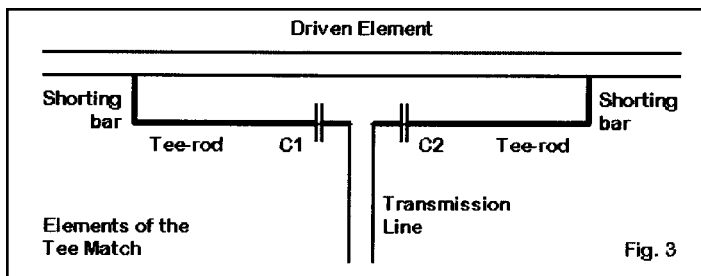 Driven Element
Shorting
bar
Shorting
bar
Tee-rod
C1
C2
Tee-rod
Transmission
Line
Elements of the
Tee Match
Fig. 3